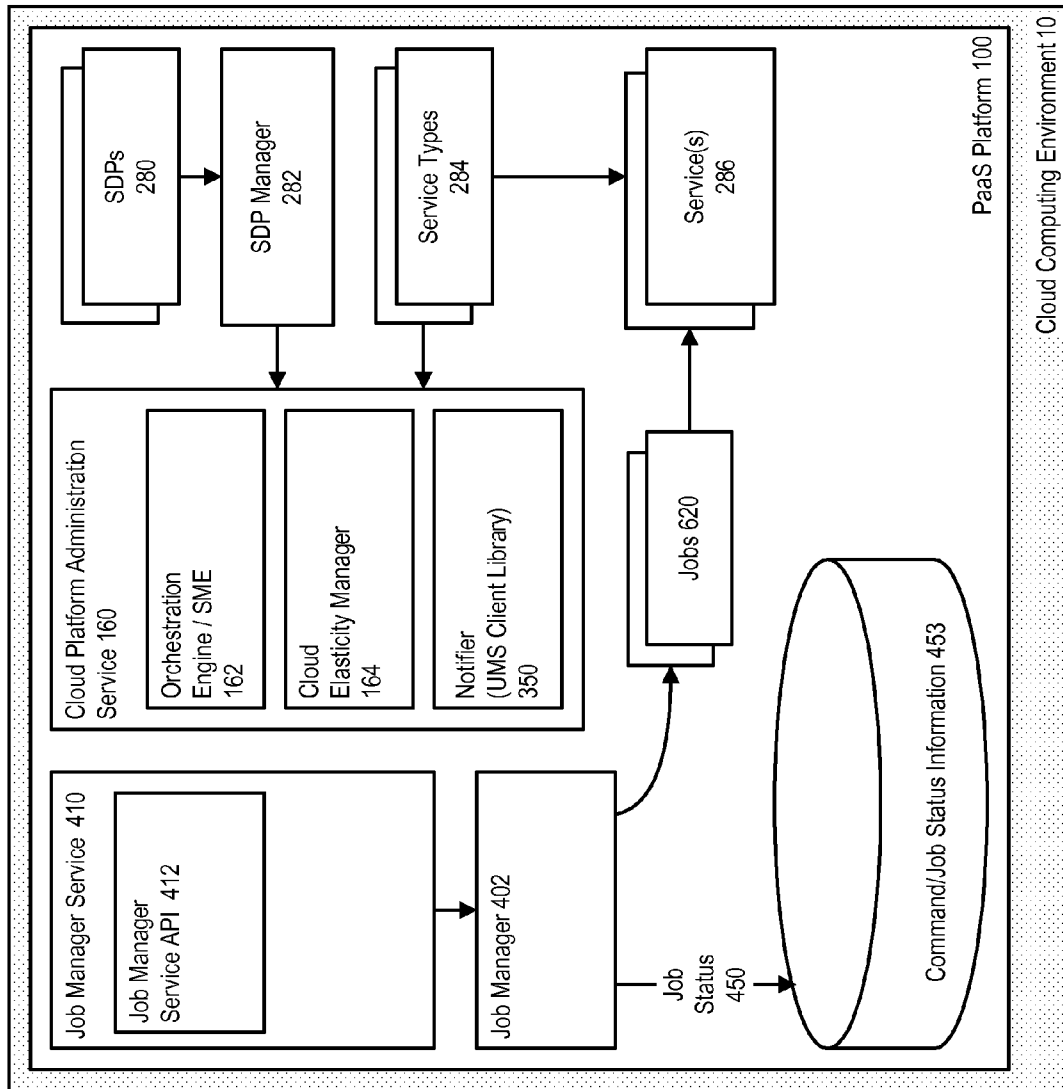 Job Manager Service 410
Job Manager
Service API 412
Cloud Platform Administration
Service 160
Orchestration
Engine / SME
162
Cloud
Elasticity Manager
164
Notifier
(UMS Client Library)
350
SDPs
280
SDP Manager
282
Service Types
284
Service(s)
286
Job Manager 402
Jobs 620
Job
Status
450
Command/Job Status Information 453
PaaS Platform 100
Cloud Computing Environment 10